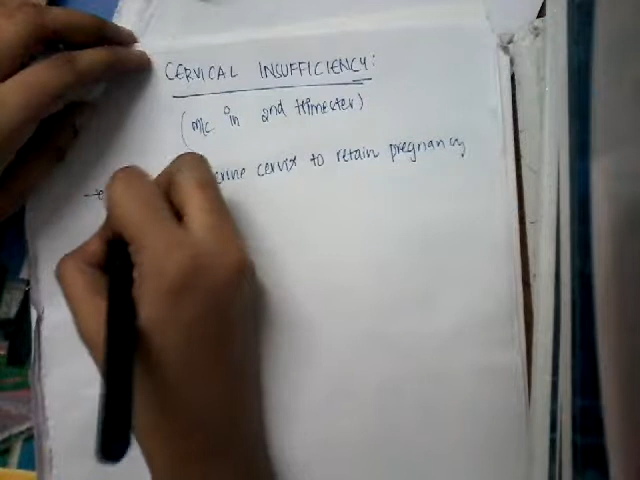 CERVICAL INSUFFICIENCY:
(M/C in 2nd trimester)
cervix to retain pregnancy